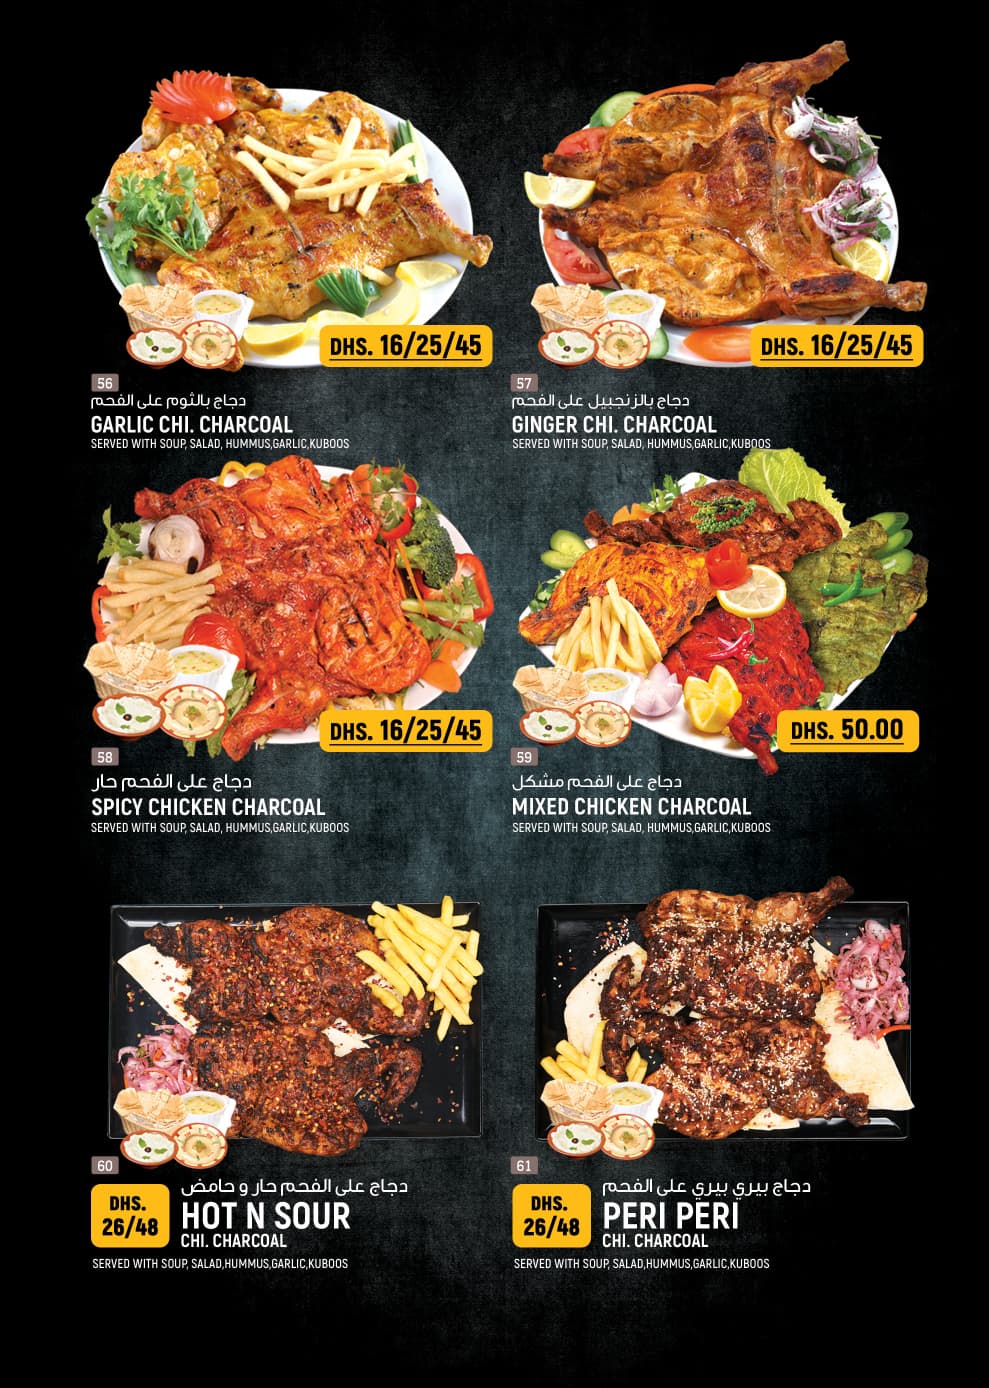 DHS. 16/25/45
56
دجاج بالثوم على الفحم
GARLIC CHI. CHARCOAL
SERVED WITH SOUP, SALAD, HUMMUS,GARLIC,KUBOOS
DHS. 16/25/45
57
دجاج بالزنجبيل على الفحم
GINGER CHI. CHARCOAL
SERVED WITH SOUP, SALAD, HUMMUS,GARLIC,KUBOOS
DHS. 16/25/45
58
دجاج على الفحم حار
SPICY CHICKEN CHARCOAL
SERVED WITH SOUP, SALAD, HUMMUS,GARLIC,KUBOOS
DHS. 50.00
59
دجاج على الفحم مشكل
MIXED CHICKEN CHARCOAL
SERVED WITH SOUP, SALAD, HUMMUS,GARLIC,KUBOOS
60
DHS.
26/48
دجاج على الفحم حار و حامض
HOT N SOUR
CHI. CHARCOAL
SERVED WITH SOUP, SALAD,HUMMUS,GARLIC,KUBOOS
61
DHS.
26/48
دجاج بيري بيري على الفحم
PERI PERI
CHI. CHARCOAL
SERVED WITH SOUP, SALAD,HUMMUS,GARLIC,KUBOOS